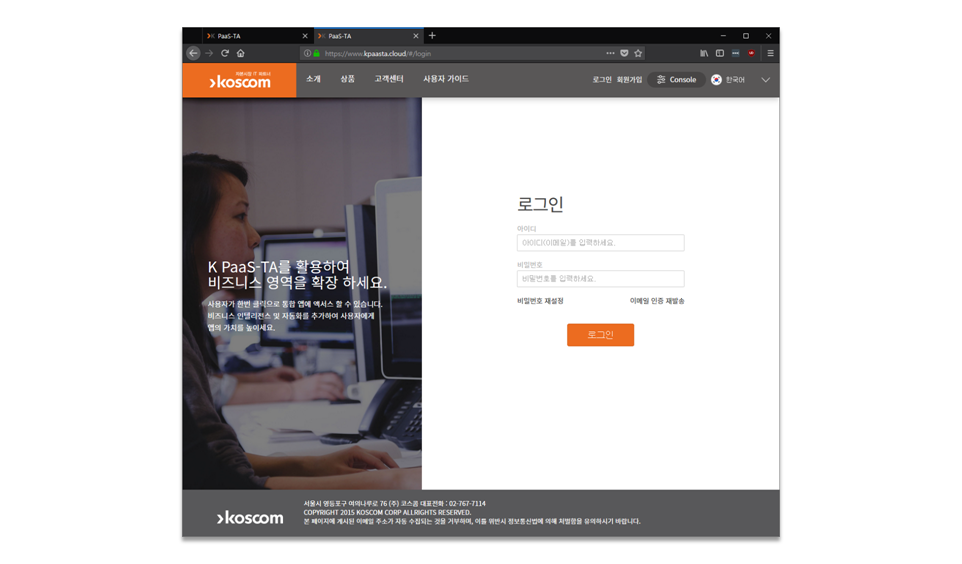 PaaS-TA
PaaS-TA
https://www.kpaasta.cloud/#/login
자본시장 IT 파트너
koscom
소개 상품 고객센터 사용자 가이드
로그인 회원가입 Console 한국어
K PaaS-TA를 활용하여
비즈니스 영역을 확장 하세요.
사용자가 한번 클릭으로 통합 앱에 액서스 할 수 있습니다.
비즈니스 인텔리전스 및 자동화를 추가하여 사용자에게
앱의 가치를 높이세요.
로그인
아이디
아이디(이메일)를 입력하세요.
비밀번호
비밀번호를 입력하세요.
비밀번호 재설정 이메일 인증 재발송
로그인
koscom
서울시 영등포구 여의나루로 76 (주) 코스콤 대표전화 : 02-767-7114
COPYRIGHT 2015 KOSCOM CORP ALLRIGHTS RESERVED.
본 페이지에 게시된 이메일 주소가 자동 수집되는 것을 거부하며, 이를 위반시 정보통신법에 의해 처벌함을 유의하시기 바랍니다.